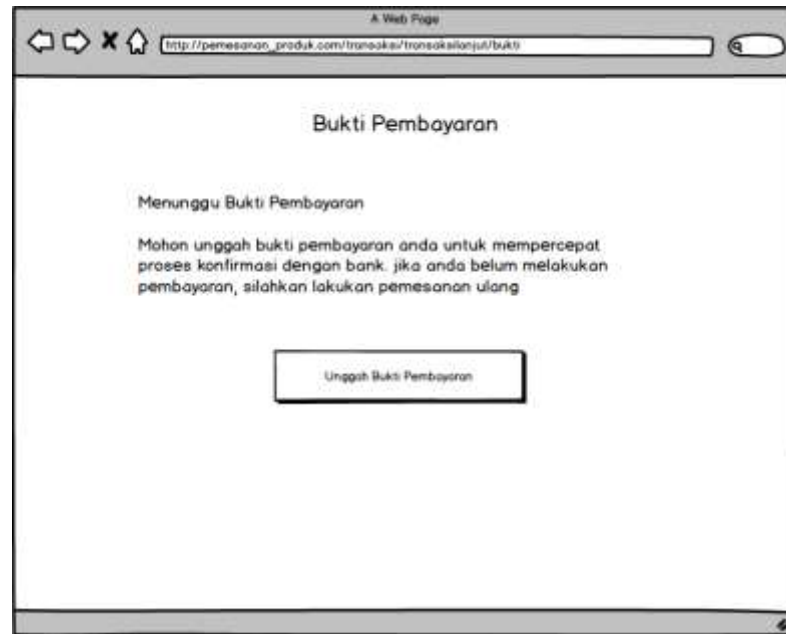 A Web Page
http://pemesanan_produk.com/transaksi/transaksilanjut/bukti
Bukti Pembayaran
Menunggu Bukti Pembayaran
Mohon unggah bukti pembayaran anda untuk mempercepat
proses konfirmasi dengan bank. jika anda belum melakukan
pembayaran, silahkan lakukan pemesanan ulang
Unggah Bukti Pembayaran